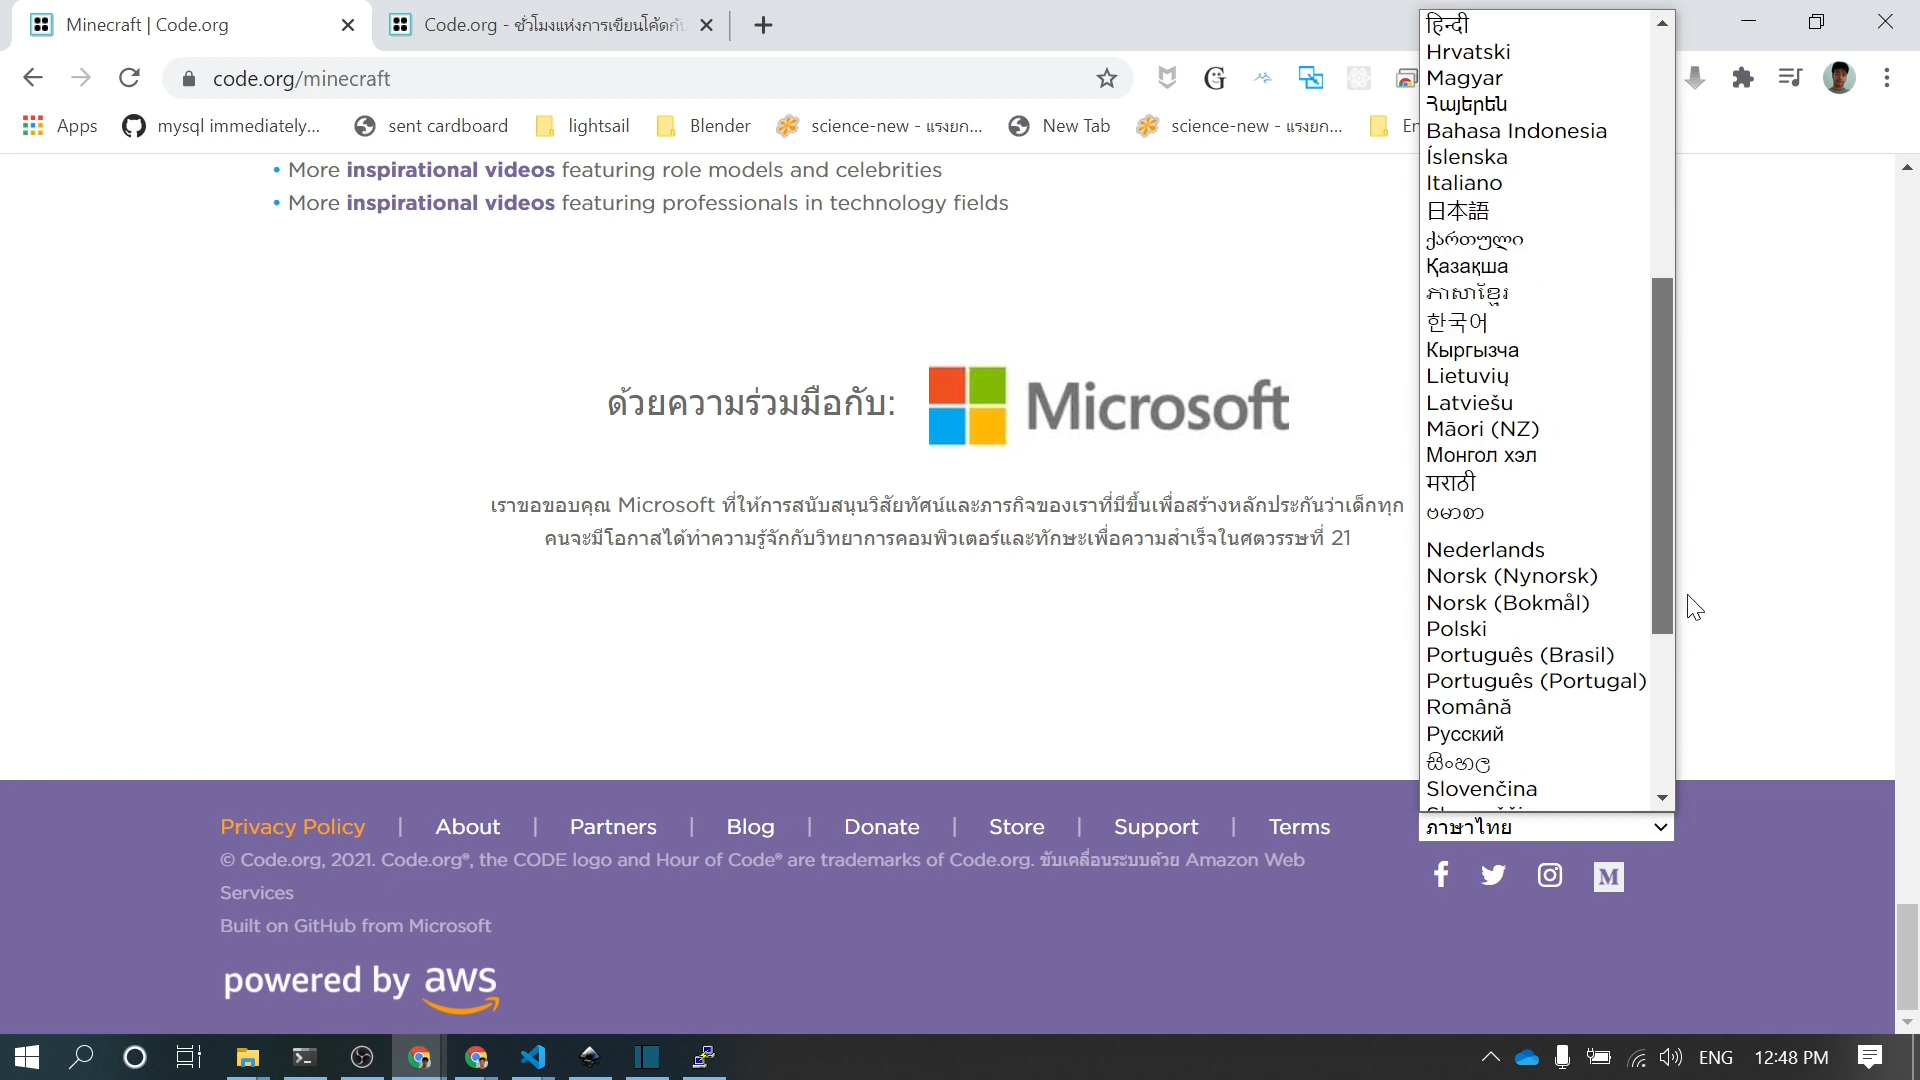 Minecraft | Code.org
Code.org - ชั่วโมงแห่งการเขียนโค้ดกับ
code.org/minecraft
Apps
mysql immediately...
sent cardboard
lightsail
Blender
science-new - แรงยก...
New Tab
science-new - แรงยก...
En
• More inspirational videos featuring role models and celebrities
• More inspirational videos featuring professionals in technology fields
ด้วยความร่วมมือกับ:
Microsoft
เราขอขอบคุณ Microsoft ที่ให้การสนับสนุนวิสัยทัศน์และภารกิจของเราที่มีขึ้นเพื่อสร้างหลักประกันว่าเด็กทุก
คนจะมีโอกาสได้ทำความรู้จักกับวิทยาการคอมพิวเตอร์และทักษะเพื่อความสำเร็จในศตวรรษที่ 21
हिन्दी
Hrvatski
Magyar
Հայերեն
Bahasa Indonesia
Íslenska
Italiano
日本語
ქართული
Қазақша
ភាសាខ្មែរ
한국어
Кыргызча
Lietuvių
Latviešu
Māori (NZ)
Монгол хэл
मराठी
ဗမာစာ
Nederlands
Norsk (Nynorsk)
Norsk (Bokmål)
Polski
Português (Brasil)
Português (Portugal)
Română
Русский
සිංහල
Slovenčina
ภาษาไทย
Privacy Policy | About | Partners | Blog | Donate | Store | Support | Terms
© Code.org, 2021. Code.org®, the CODE logo and Hour of Code® are trademarks of Code.org. ขับเคลื่อนระบบด้วย Amazon Web
Services
Built on GitHub from Microsoft
powered by aws
ENG
12:48 PM